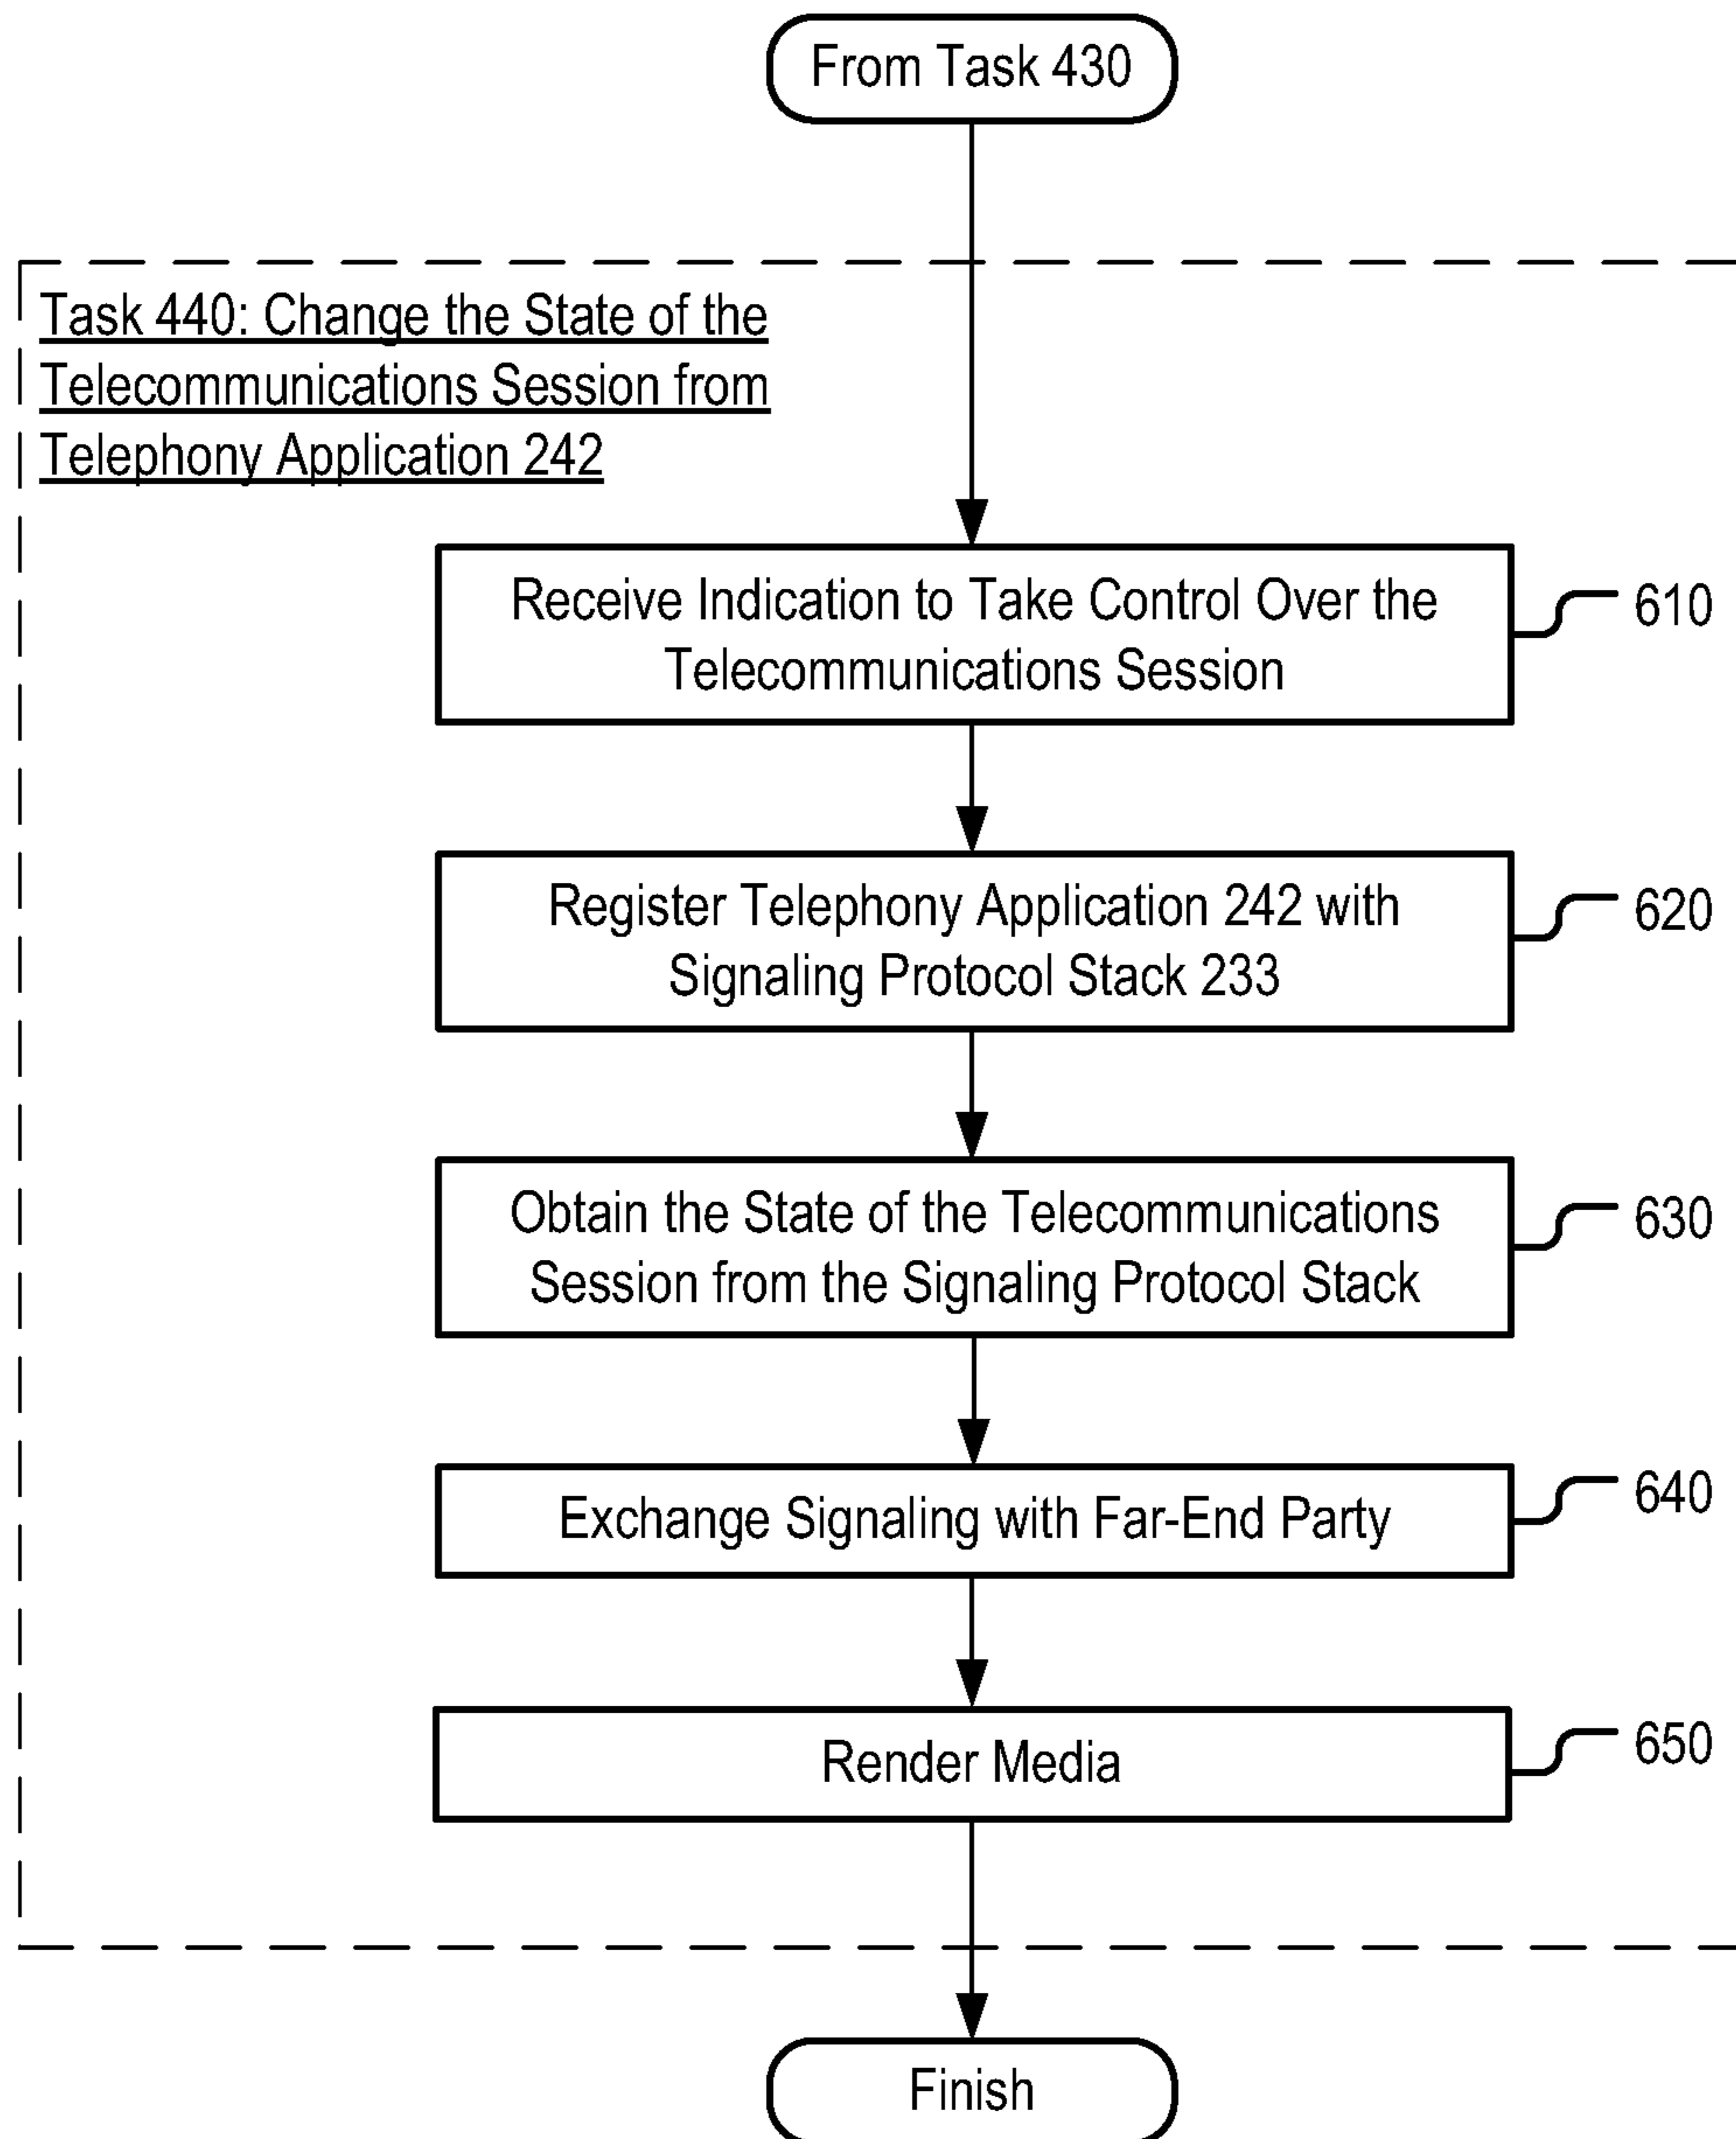 From Task 430
Task 440: Change the State of the
Telecommunications Session from
Telephony Application 242
Receive Indication to Take Control Over the
Telecommunications Session
610
Register Telephony Application 242 with
Signaling Protocol Stack 233
620
Obtain the State of the Telecommunications
Session from the Signaling Protocol Stack
630
Exchange Signaling with Far-End Party
640
Render Media
650
Finish